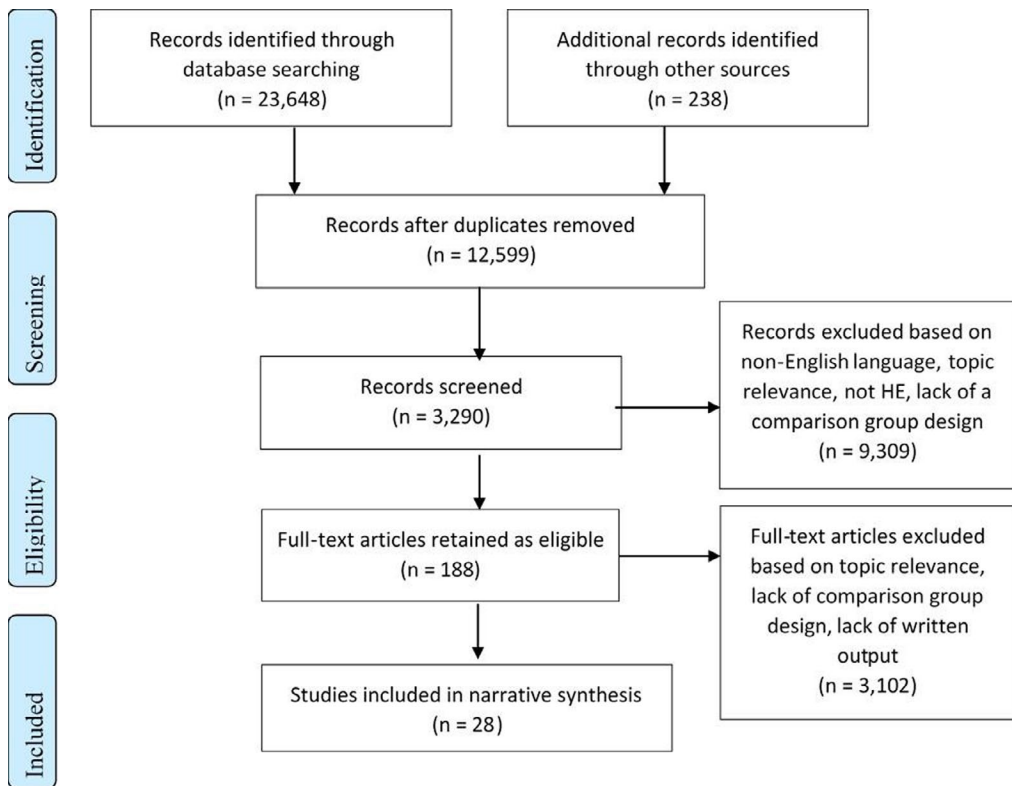 Identification
Records identified through
database searching
(n = 23,648)
Additional records identified
through other sources
(n = 238)
Screening
Records after duplicates removed
(n = 12,599)
Records screened
(n = 3,290)
Records excluded based on
non-English language, topic
relevance, not HE, lack of a
comparison group design
(n = 9,309)
Eligibility
Full-text articles retained as eligible
(n = 188)
Full-text articles excluded
based on topic relevance,
lack of comparison group
design, lack of written
output
(n = 3,102)
Included
Studies included in narrative synthesis
(n = 28)